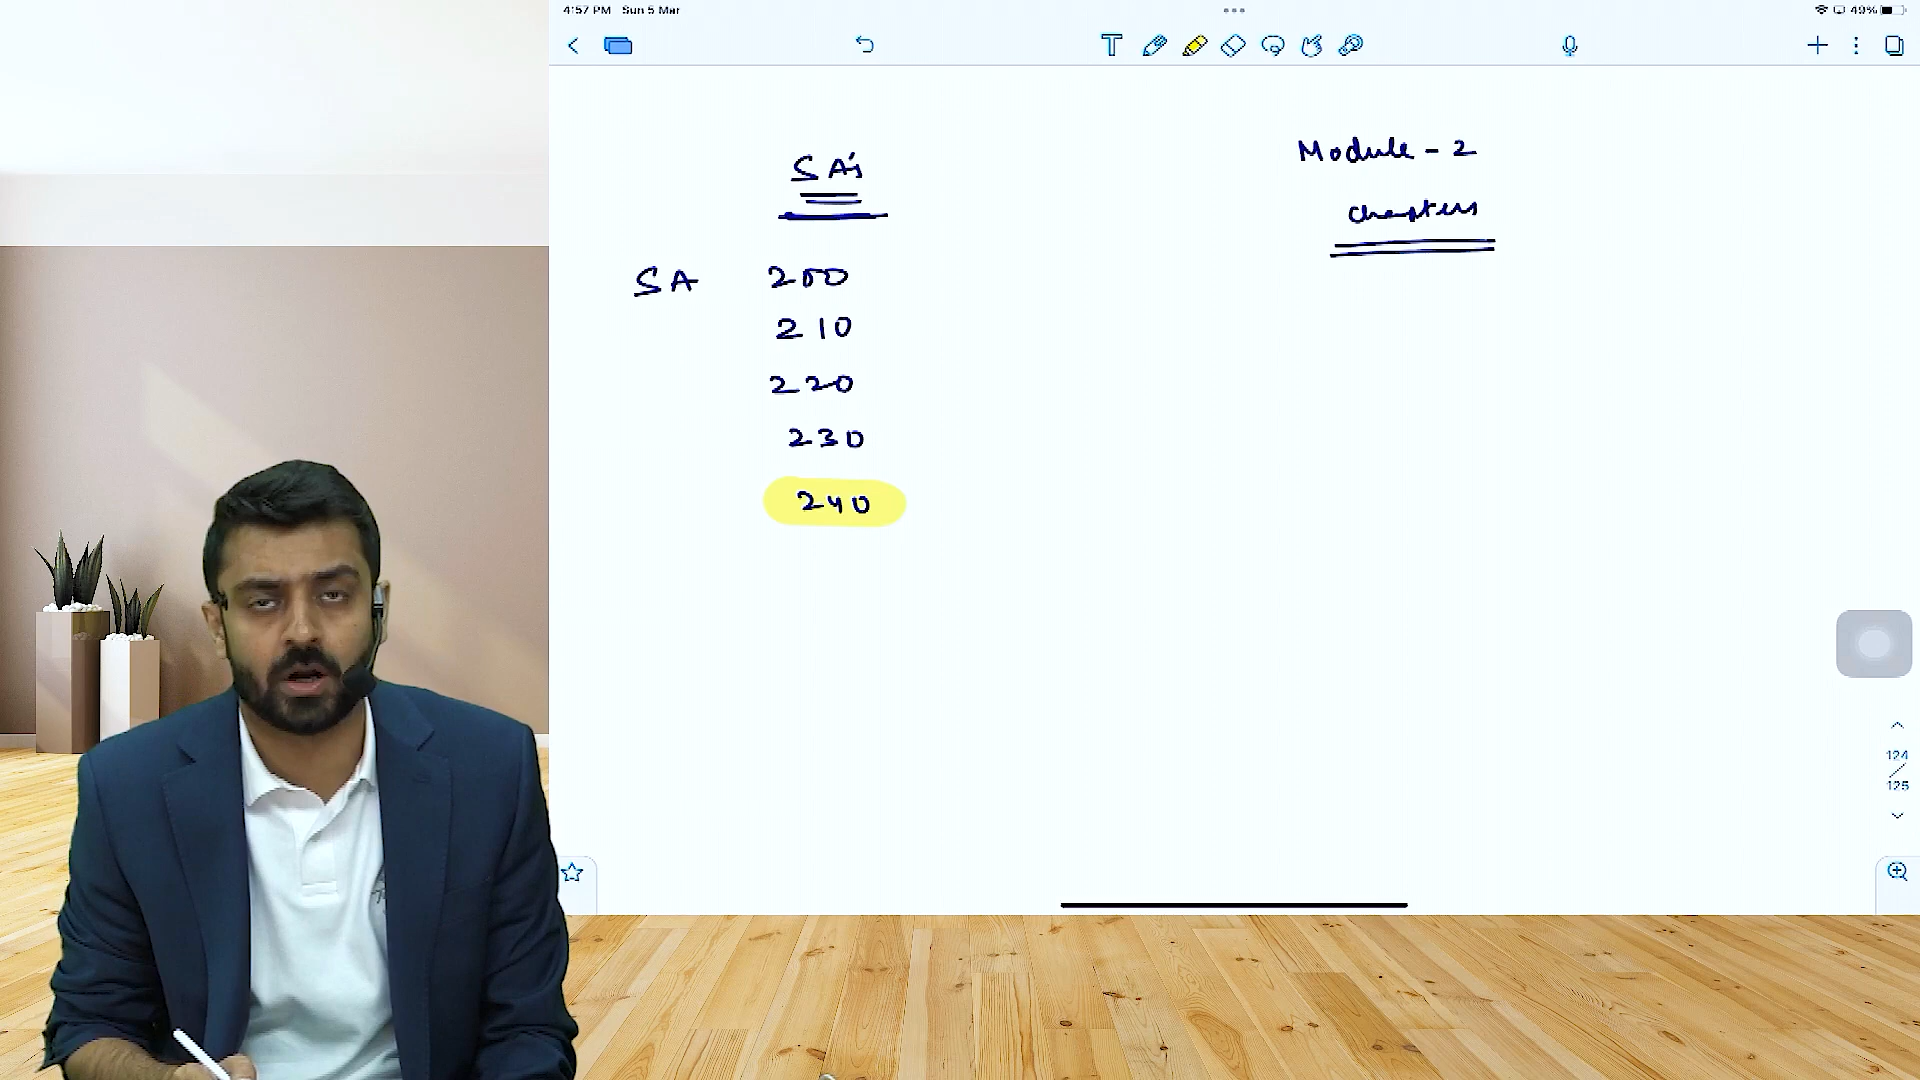 4:57 PM Sun 5 Mar
49%
T
SA's
SA 200
210
220
230
240
Module - 2
Chapters
124
125